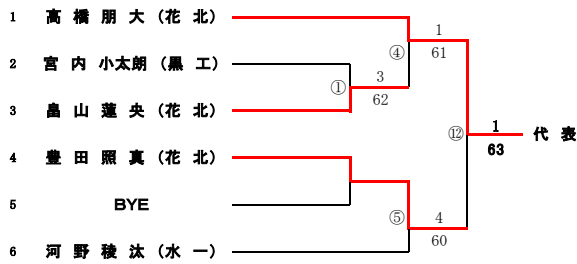 1 高橋朋大（花北）
1
④
61
2 宮内小太朗（黒工）
3
①
62
3 畠山蓮央（花北）
1 代表
⑫
63
4 豊田照真（花北）
5 BYE
4
⑤
60
6 河野稜汰（水一）